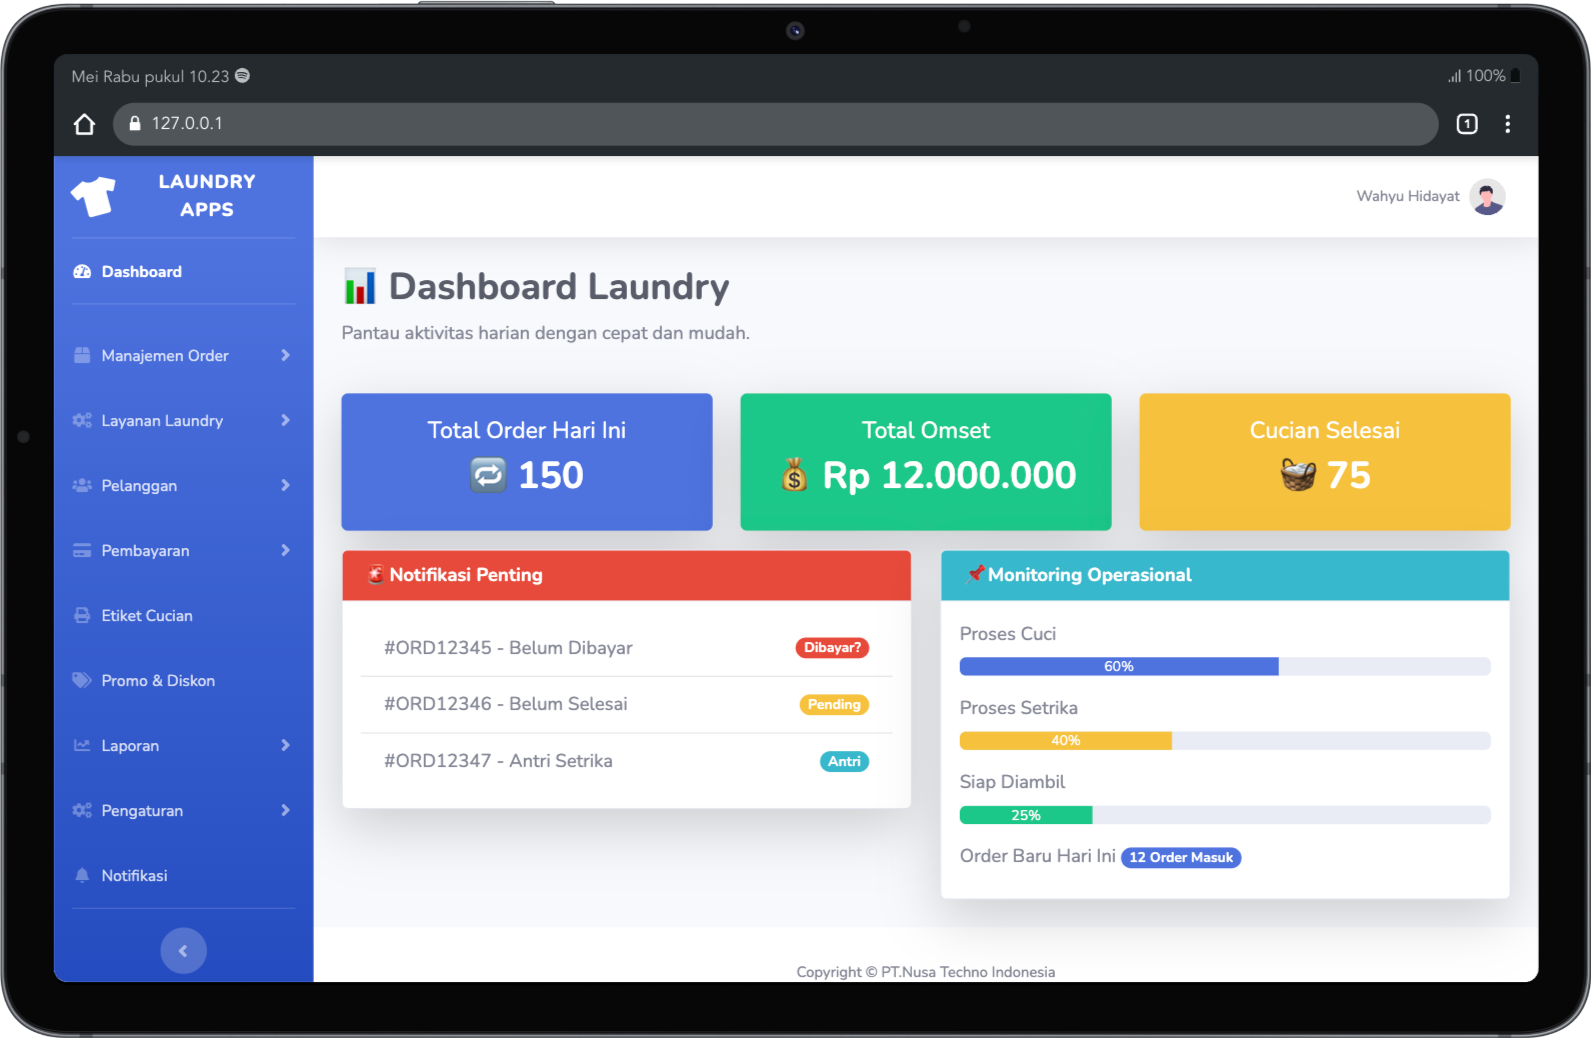 Mei Rabu pukul 10.23
100%
127.0.0.1
1
LAUNDRY
APPS
Wahyu Hidayat
Dashboard
Manajemen Order
Layanan Laundry
Pelanggan
Pembayaran
Etiket Cucian
Promo & Diskon
Laporan
Pengaturan
Notifikasi
Dashboard Laundry
Pantau aktivitas harian dengan cepat dan mudah.
Total Order Hari Ini
150
Total Omset
Rp 12.000.000
Cucian Selesai
75
Notifikasi Penting
#ORD12345 - Belum Dibayar
Dibayar?
#ORD12346 - Belum Selesai
Pending
#ORD12347 - Antri Setrika
Antri
Monitoring Operasional
Proses Cuci
60%
Proses Setrika
40%
Siap Diambil
25%
Order Baru Hari Ini 12 Order Masuk
Copyright © PT.Nusa Techno Indonesia